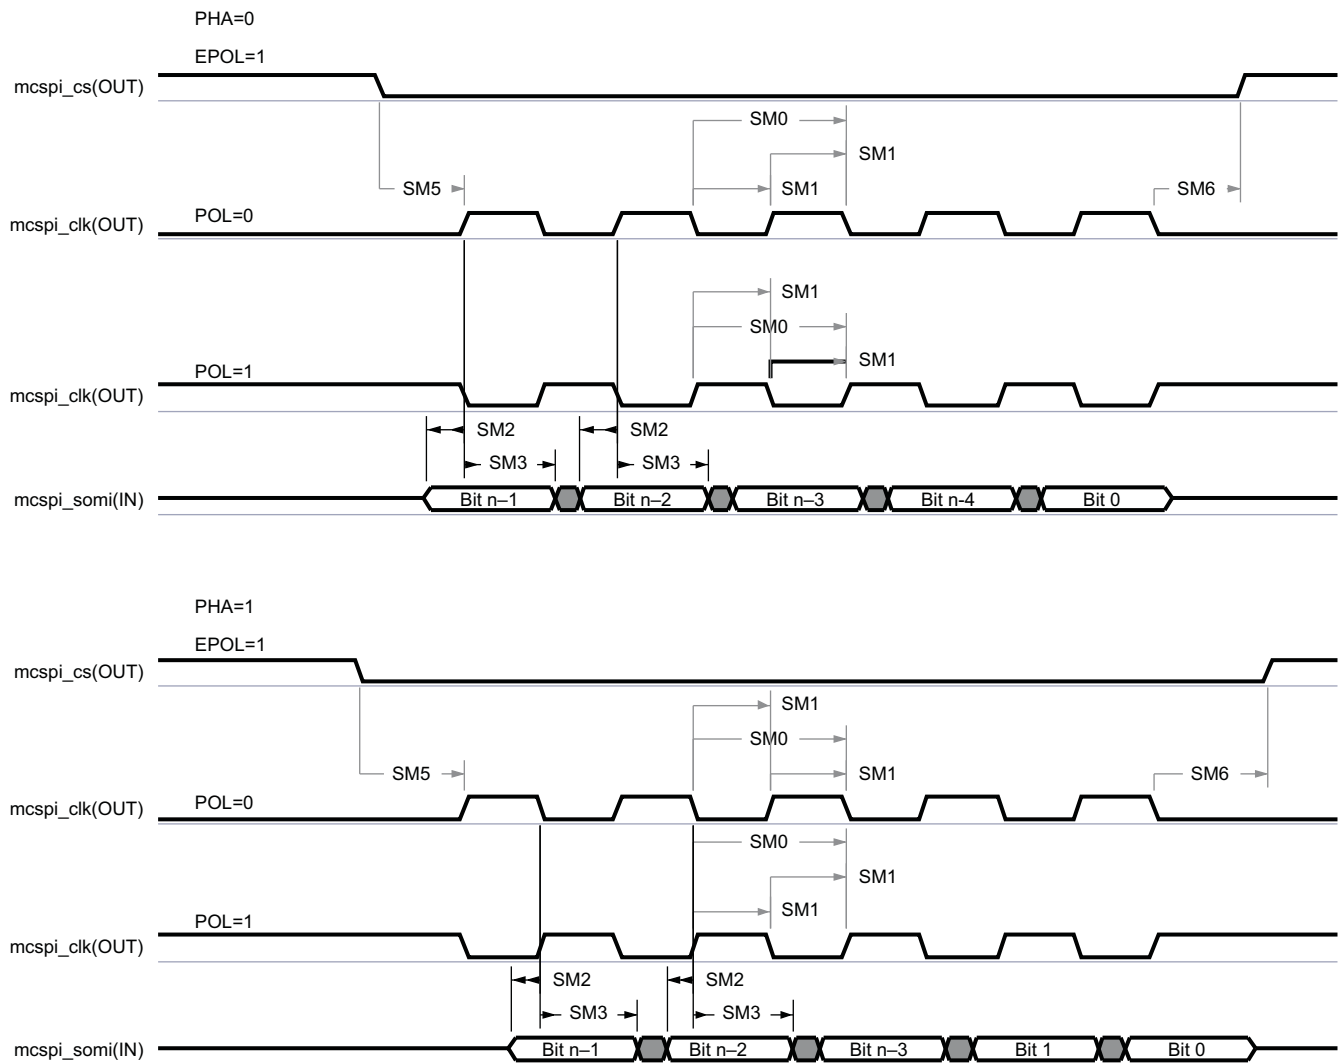 PHA=0
EPOL=1
mcspi_cs(OUT)
SM0
SM1
SM5
SM1
SM6
POL=0
mcspi_clk(OUT)
SM1
SM0
SM1
POL=1
mcspi_clk(OUT)
SM2
SM2
SM3
SM3
mcspi_somi(IN)
Bit n–1
Bit n–2
Bit n–3
Bit n-4
Bit 0
PHA=1
EPOL=1
mcspi_cs(OUT)
SM1
SM0
SM5
SM1
SM6
POL=0
mcspi_clk(OUT)
SM0
SM1
SM1
POL=1
mcspi_clk(OUT)
SM2
SM2
SM3
SM3
mcspi_somi(IN)
Bit n–1
Bit n–2
Bit n–3
Bit 1
Bit 0